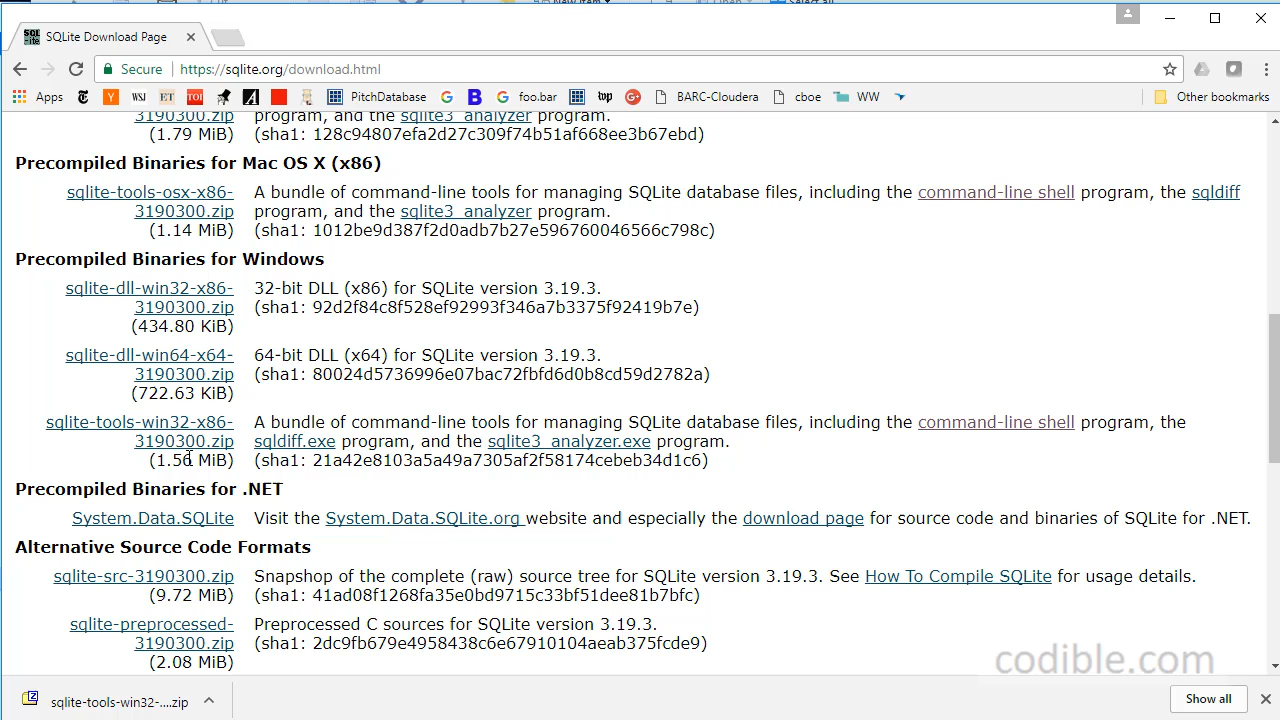 SQLite Download Page
Secure https://sqlite.org/download.html
Apps Y WSJ ET TOI A PitchDatabase G B G foo.bar top G+ BARC-Cloudera cboe WW Other bookmarks
3190300.zip program, and the sqlite3_analyzer program.
(1.79 MiB) (sha1: 128c94807efa2d27c309f74b51af668ee3b67ebd)
Precompiled Binaries for Mac OS X (x86)
sqlite-tools-osx-x86- A bundle of command-line tools for managing SQLite database files, including the command-line shell program, the sqldiff
3190300.zip program, and the sqlite3_analyzer program.
(1.14 MiB) (sha1: 1012be9d387f2d0adb7b27e596760046566c798c)
Precompiled Binaries for Windows
sqlite-dll-win32-x86- 32-bit DLL (x86) for SQLite version 3.19.3.
3190300.zip (sha1: 92d2f84c8f528ef92993f346a7b3375f92419b7e)
(434.80 KiB)
sqlite-dll-win64-x64- 64-bit DLL (x64) for SQLite version 3.19.3.
3190300.zip (sha1: 80024d5736996e07bac72fbfd6d0b8cd59d2782a)
(722.63 KiB)
sqlite-tools-win32-x86- A bundle of command-line tools for managing SQLite database files, including the command-line shell program, the
3190300.zip sqldiff.exe program, and the sqlite3_analyzer.exe program.
(1.56 MiB) (sha1: 21a42e8103a5a49a7305af2f58174cebeb34d1c6)
Precompiled Binaries for .NET
System.Data.SQLite Visit the System.Data.SQLite.org website and especially the download page for source code and binaries of SQLite for .NET.
Alternative Source Code Formats
sqlite-src-3190300.zip Snapshot of the complete (raw) source tree for SQLite version 3.19.3. See How To Compile SQLite for usage details.
(9.72 MiB) (sha1: 41ad08f1268fa35e0bd9715c33bf51dee81b7bfc)
sqlite-preprocessed- Preprocessed C sources for SQLite version 3.19.3.
3190300.zip (sha1: 2dc9fb679e4958438c6e67910104aeab375fcde9)
(2.08 MiB)
codible.com
sqlite-tools-win32-....zip Show all